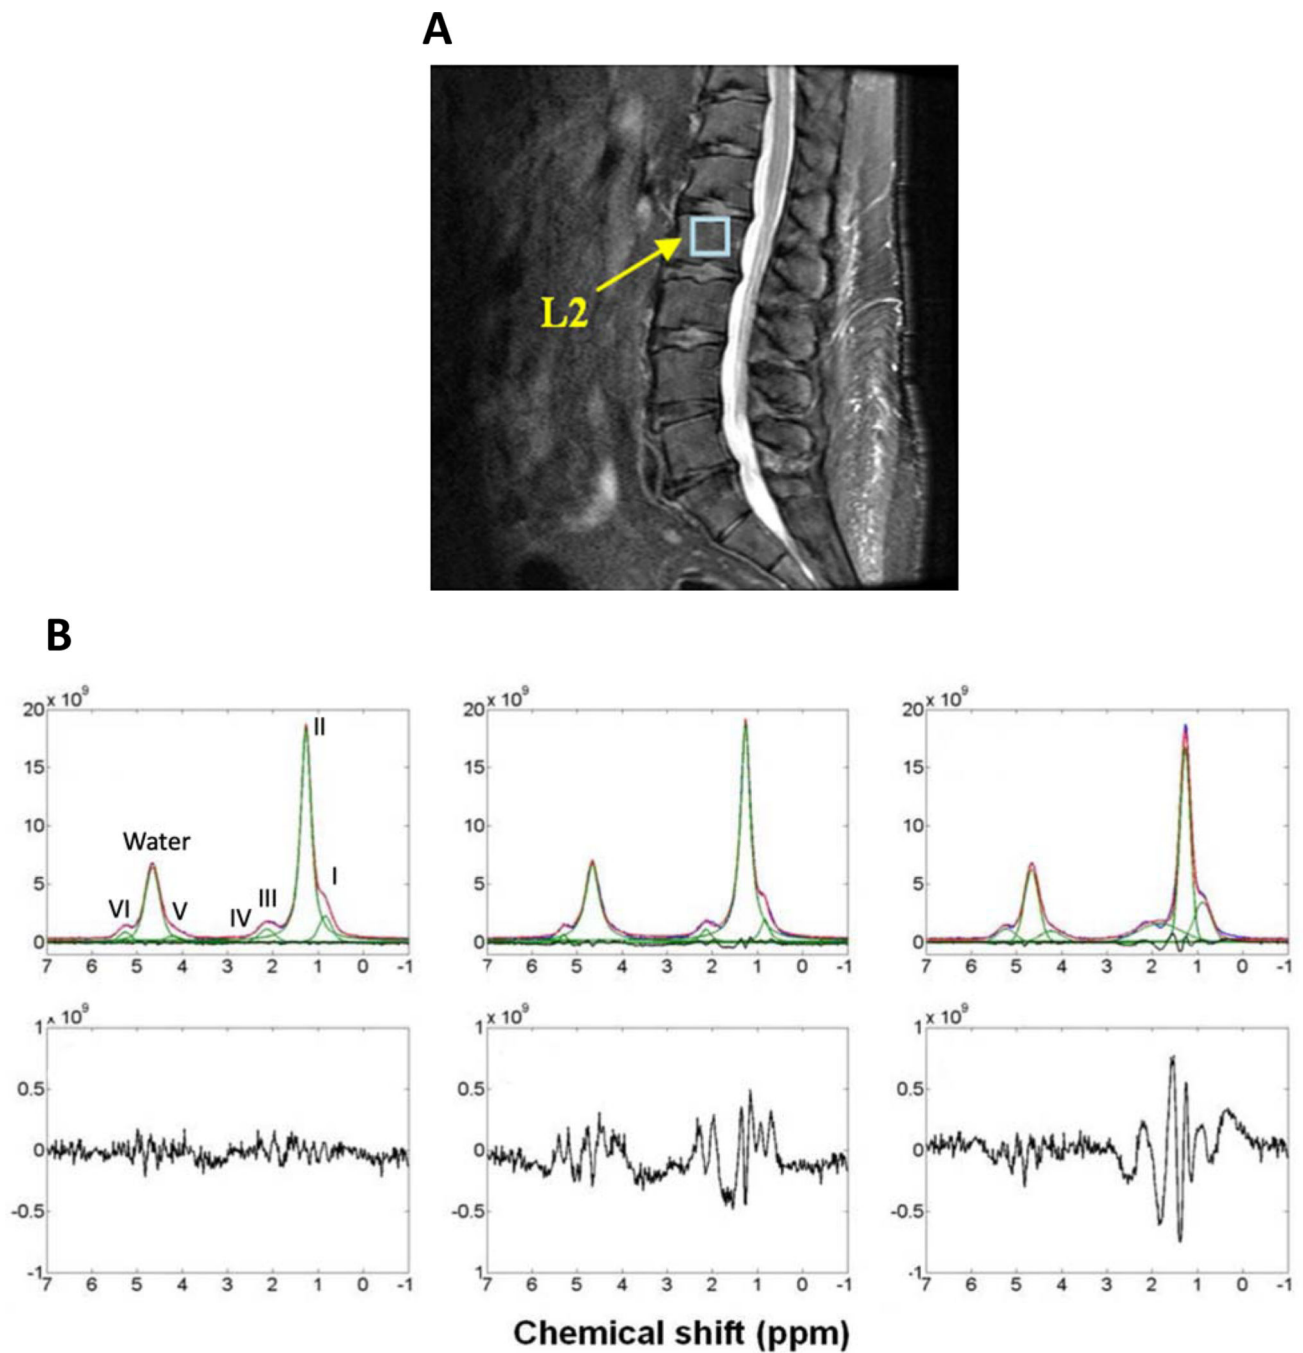 A
L2
B
x 10⁹ x 10⁹ x 10⁹
20 20 20
II
15 15 15
10 10 10
Water
5 5 5
I
VI V IV III
0 0 0
7 6 5 4 3 2 1 0 -1 7 6 5 4 3 2 1 0 -1 7 6 5 4 3 2 1 0 -1
x 10⁹ x 10⁹ x 10⁹
1 1 1
0.5 0.5 0.5
0 0 0
-0.5 -0.5 -0.5
-1 1 -1
7 6 5 4 3 2 1 0 -1 7 6 5 4 3 2 1 0 -1 7 6 5 4 3 2 1 0 -1
Chemical shift (ppm)